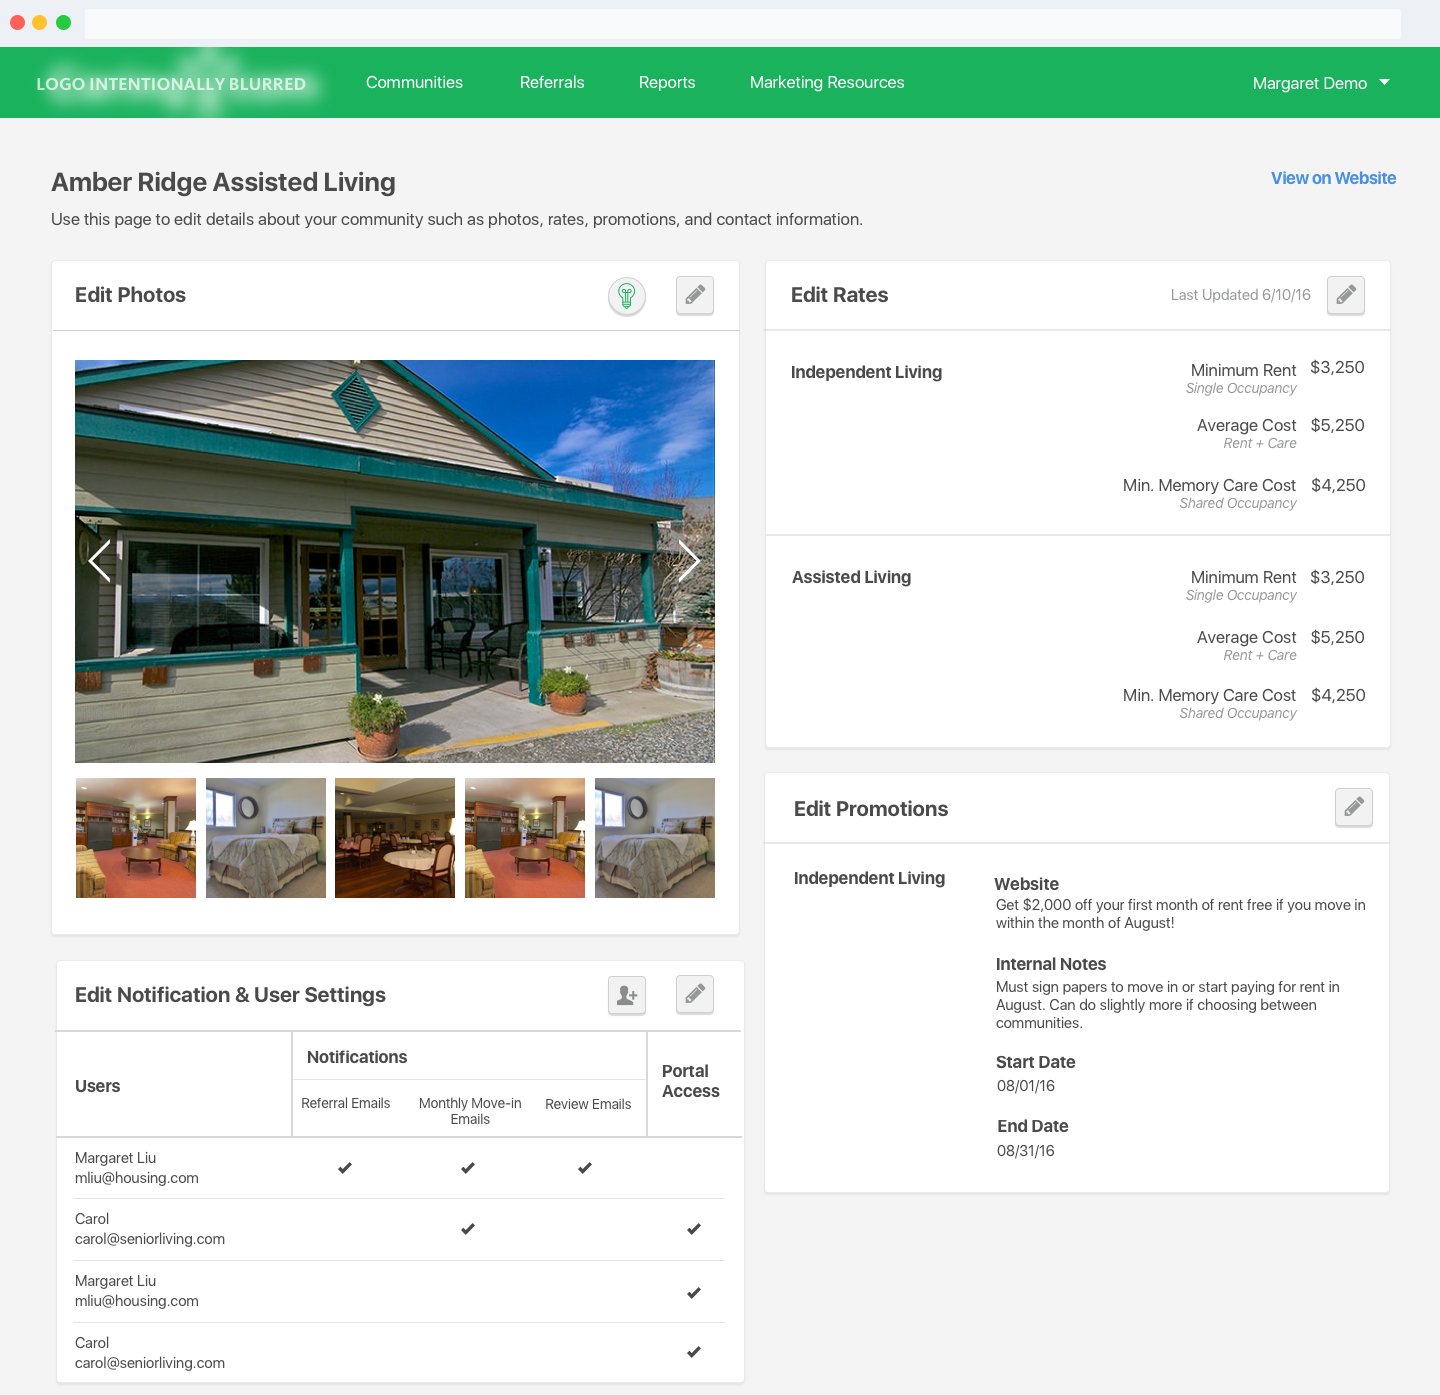 LOGO INTENTIONALLY BLURRED
Communities
Referrals
Reports
Marketing Resources
Margaret Demo
Amber Ridge Assisted Living
View on Website
Use this page to edit details about your community such as photos, rates, promotions, and contact information.
Edit Photos
Edit Rates
Last Updated 6/10/16
Independent Living
Minimum Rent $3,250
Single Occupancy
Average Cost $5,250
Rent + Care
Min. Memory Care Cost $4,250
Shared Occupancy
Assisted Living
Minimum Rent $3,250
Single Occupancy
Average Cost $5,250
Rent + Care
Min. Memory Care Cost $4,250
Shared Occupancy
Edit Promotions
Independent Living
Website
Get $2,000 off your first month of rent free if you move in
within the month of August!
Internal Notes
Must sign papers to move in or start paying for rent in
August. Can do slightly more if choosing between
communities.
Start Date
08/01/16
End Date
08/31/16
Edit Notification & User Settings
Users
Notifications
Portal
Access
Referral Emails
Monthly Move-in
Emails
Review Emails
Margaret Liu
mliu@housing.com
Carol
carol@seniorliving.com
Margaret Liu
mliu@housing.com
Carol
carol@seniorliving.com